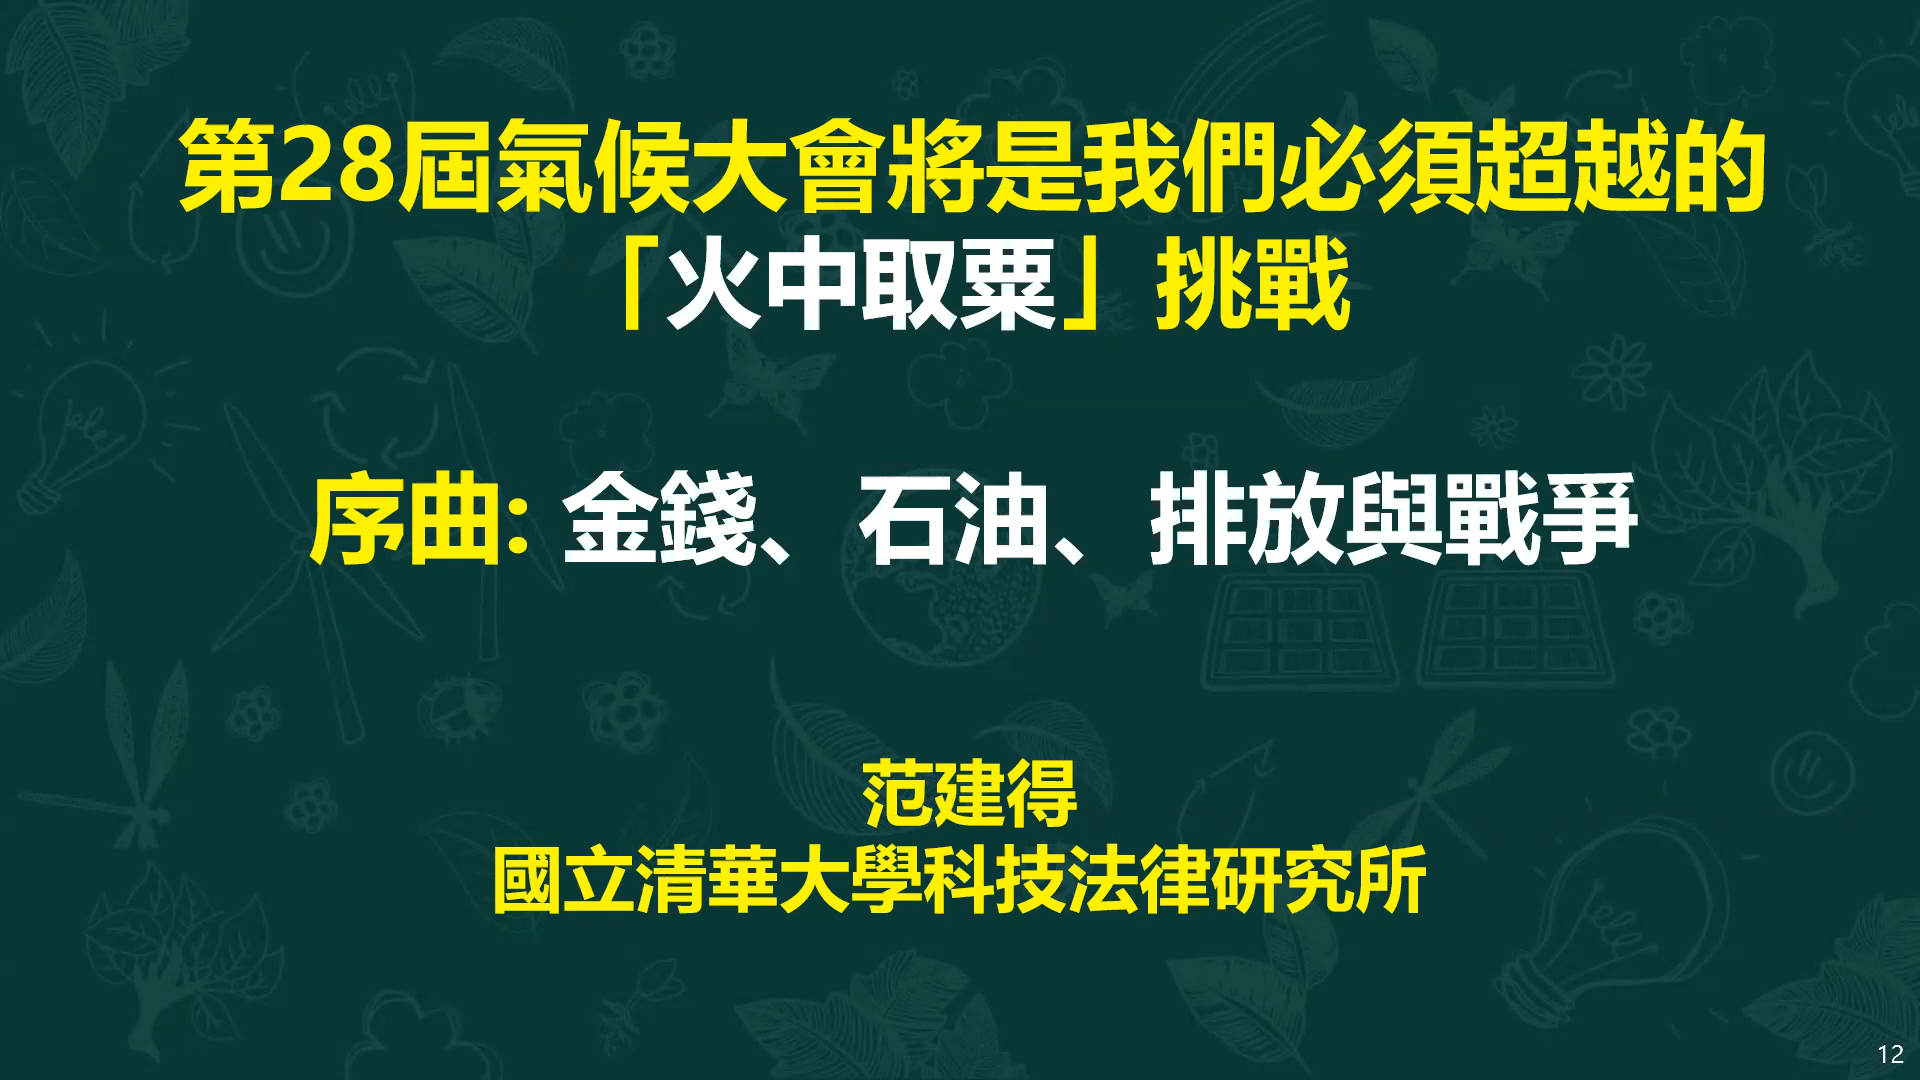 第28屆氣候大會將是我們必須超越的
「火中取粟」挑戰
序曲: 金錢、石油、排放與戰爭
范建得
國立清華大學科技法律研究所
12